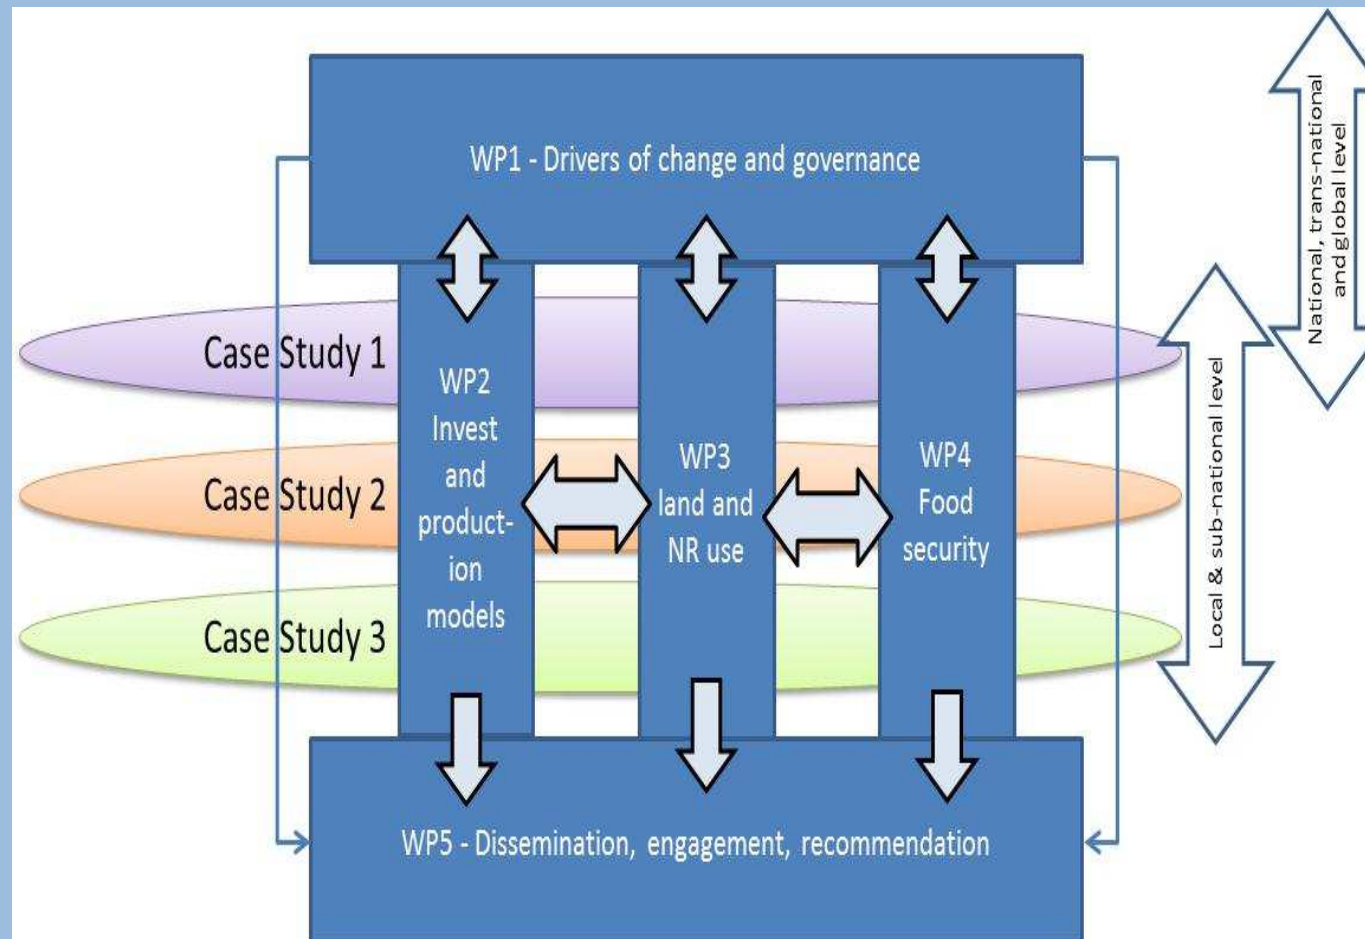 WP1 - Drivers of change and governance
National, trans-national
and global level
Case Study 1
Case Study 2
Case Study 3
WP2
Invest
and
product-
ion
models
WP3
land and
NR use
WP4
Food
security
Local & sub-national level
WP5 - Dissemination, engagement, recommendation